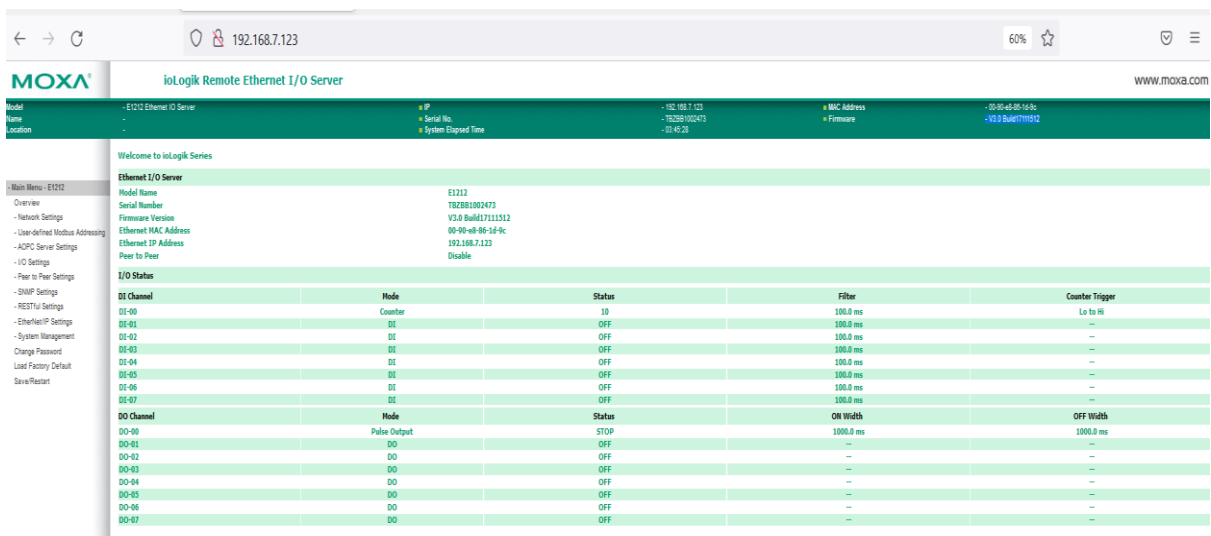 192.168.7.123 60%
MOXA® ioLogik Remote Ethernet I/O Server www.moxa.com
Model - E1212 Ethernet IO Server IP - 192.168.7.123 MAC Address - 00-90-e8-86-1d-9c
Name - Serial No. - TBZBB1002473 Firmware - V3.0 Build17111512
Location - System Elapsed Time - 03:45:28
Welcome to ioLogik Series
- Main Menu - E1212
Overview
- Network Settings
- User-defined Modbus Addressing
- AOPC Server Settings
- I/O Settings
- Peer to Peer Settings
- SNMP Settings
- RESTful Settings
- EtherNet/IP Settings
- System Management
Change Password
Load Factory Default
Save/Restart
Ethernet I/O Server
Model Name E1212
Serial Number TBZBB1002473
Firmware Version V3.0 Build17111512
Ethernet MAC Address 00-90-e8-86-1d-9c
Ethernet IP Address 192.168.7.123
Peer to Peer Disable
I/O Status
DI Channel Mode Status Filter Counter Trigger
DI-00 Counter 10 100.0 ms Lo to Hi
DI-01 DI OFF 100.0 ms --
DI-02 DI OFF 100.0 ms --
DI-03 DI OFF 100.0 ms --
DI-04 DI OFF 100.0 ms --
DI-05 DI OFF 100.0 ms --
DI-06 DI OFF 100.0 ms --
DI-07 DI OFF 100.0 ms --
DO Channel Mode Status ON Width OFF Width
DO-00 Pulse Output STOP 1000.0 ms 1000.0 ms
DO-01 DO OFF -- --
DO-02 DO OFF -- --
DO-03 DO OFF -- --
DO-04 DO OFF -- --
DO-05 DO OFF -- --
DO-06 DO OFF -- --
DO-07 DO OFF -- --